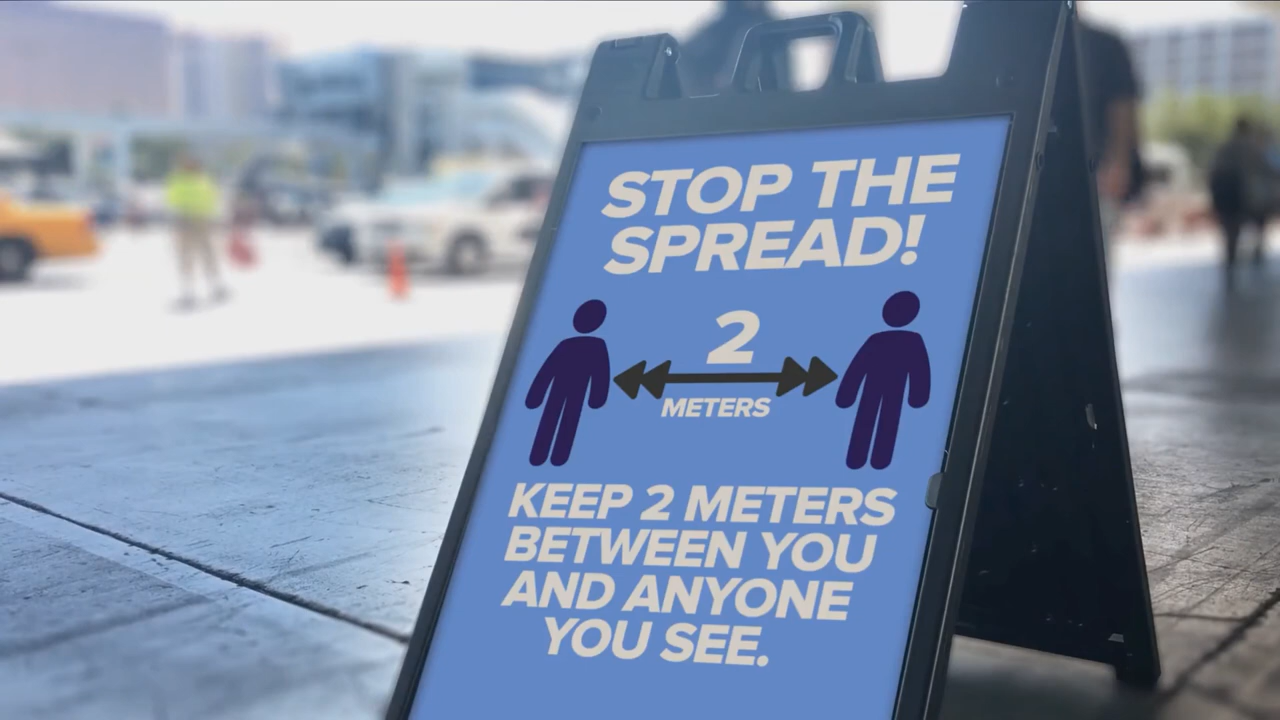 STOP THE
SPREAD!
2
METERS
KEEP 2 METERS
BETWEEN YOU
AND ANYONE
YOU SEE.